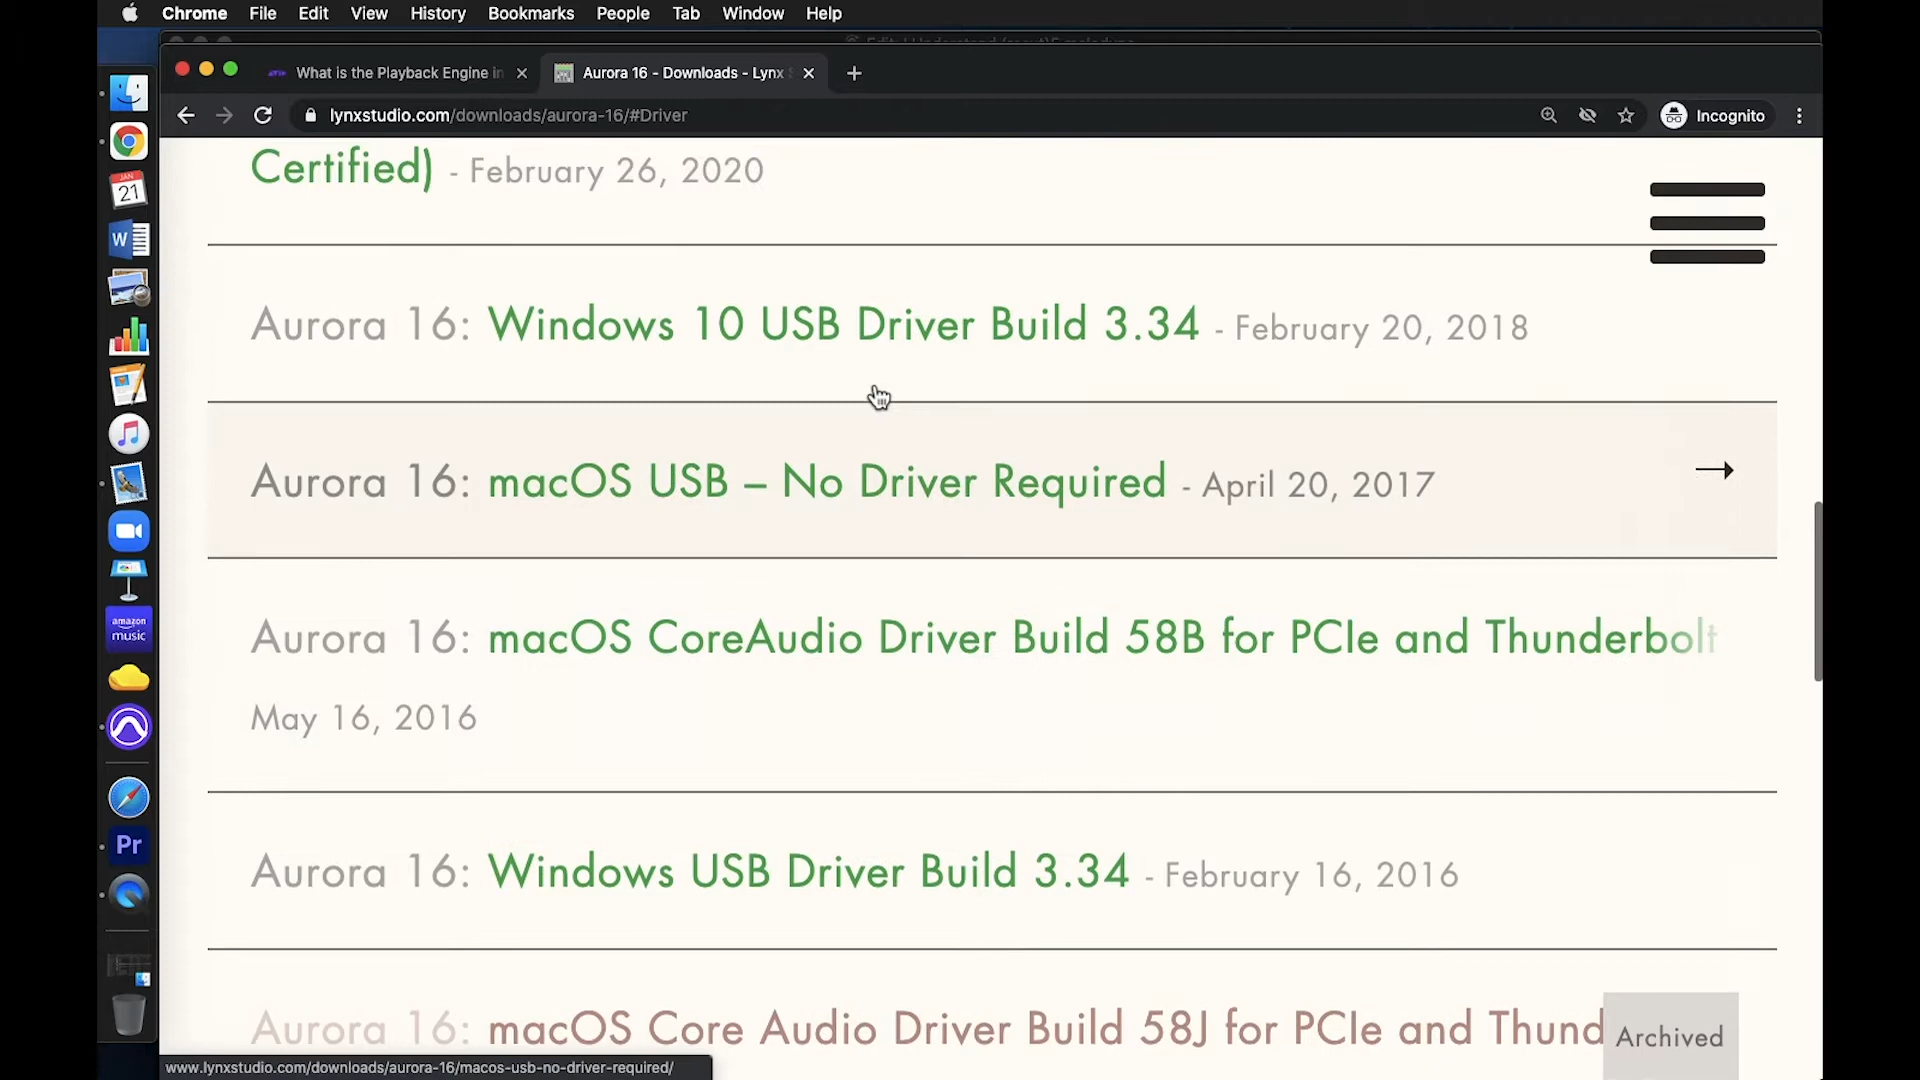 Chrome File Edit View History Bookmarks People Tab Window Help
What is the Playback Engine in
Aurora 16 - Downloads - Lynx S
lynxstudio.com/downloads/aurora-16/#Driver
Incognito
Certified) - February 26, 2020
Aurora 16: Windows 10 USB Driver Build 3.34 - February 20, 2018
Aurora 16: macOS USB – No Driver Required - April 20, 2017
Aurora 16: macOS CoreAudio Driver Build 58B for PCIe and Thunderbolt
May 16, 2016
Aurora 16: Windows USB Driver Build 3.34 - February 16, 2016
Aurora 16: macOS Core Audio Driver Build 58J for PCIe and Thund
Archived
www.lynxstudio.com/downloads/aurora-16/macos-usb-no-driver-required/
JAN
21
W
amazon
music
Pr